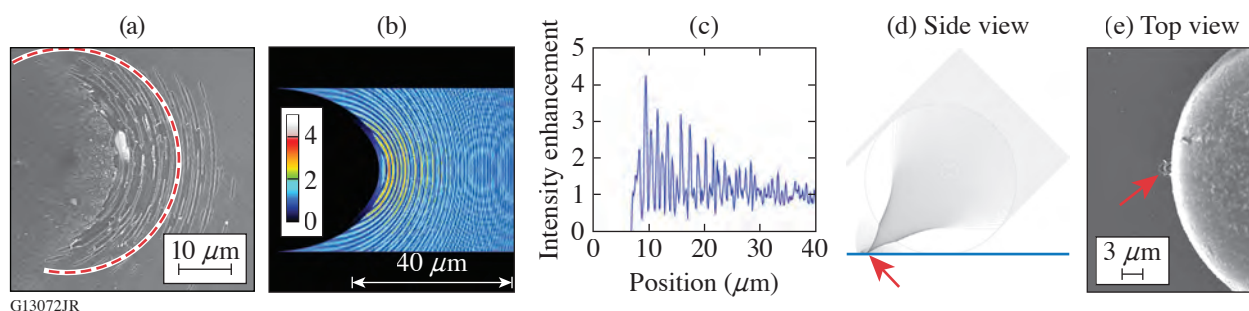 (a)
(b)
(c)
(d) Side view
(e) Top view
10 μm
4
2
0
40 μm
Intensity enhancement
5
4
3
2
1
0
0 10 20 30 40
Position (μm)
3 μm
G13072JR